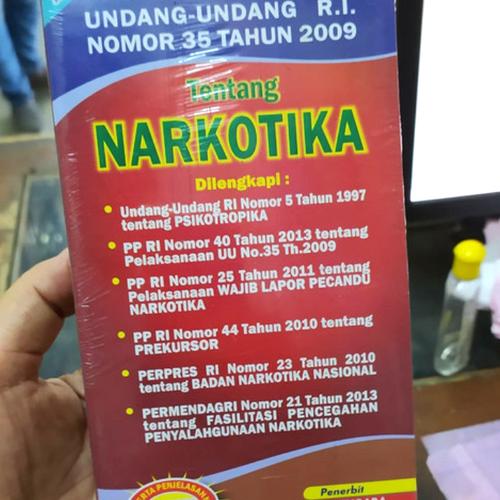 UNDANG-UNDANG R.I.
NOMOR 35 TAHUN 2009
Tentang
NARKOTIKA
Dilengkapi :
• Undang-Undang RI Nomor 5 Tahun 1997
tentang PSIKOTROPIKA
• PP RI Nomor 40 Tahun 2013 tentang
Pelaksanaan UU No.35 Th.2009
• PP RI Nomor 25 Tahun 2011 tentang
Pelaksanaan WAJIB LAPOR PECANDU
NARKOTIKA
• PP RI Nomor 44 Tahun 2010 tentang
PREKURSOR
• PERPRES RI Nomor 23 Tahun 2010
tentang BADAN NARKOTIKA NASIONAL
• PERMENDAGRI Nomor 21 Tahun 2013
tentang FASILITASI PENCEGAHAN
PENYALAHGUNAAN NARKOTIKA
PENJELASAN
Penerbit